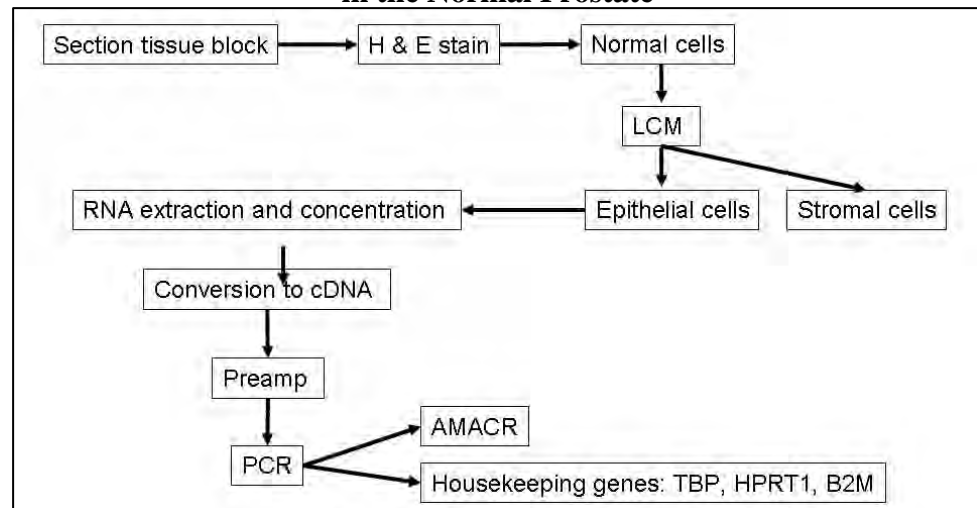 in the Normal Prostate
Section tissue block
H & E stain
Normal cells
LCM
RNA extraction and concentration
Epithelial cells
Stromal cells
Conversion to cDNA
Preamp
AMACR
PCR
Housekeeping genes: TBP, HPRT1, B2M